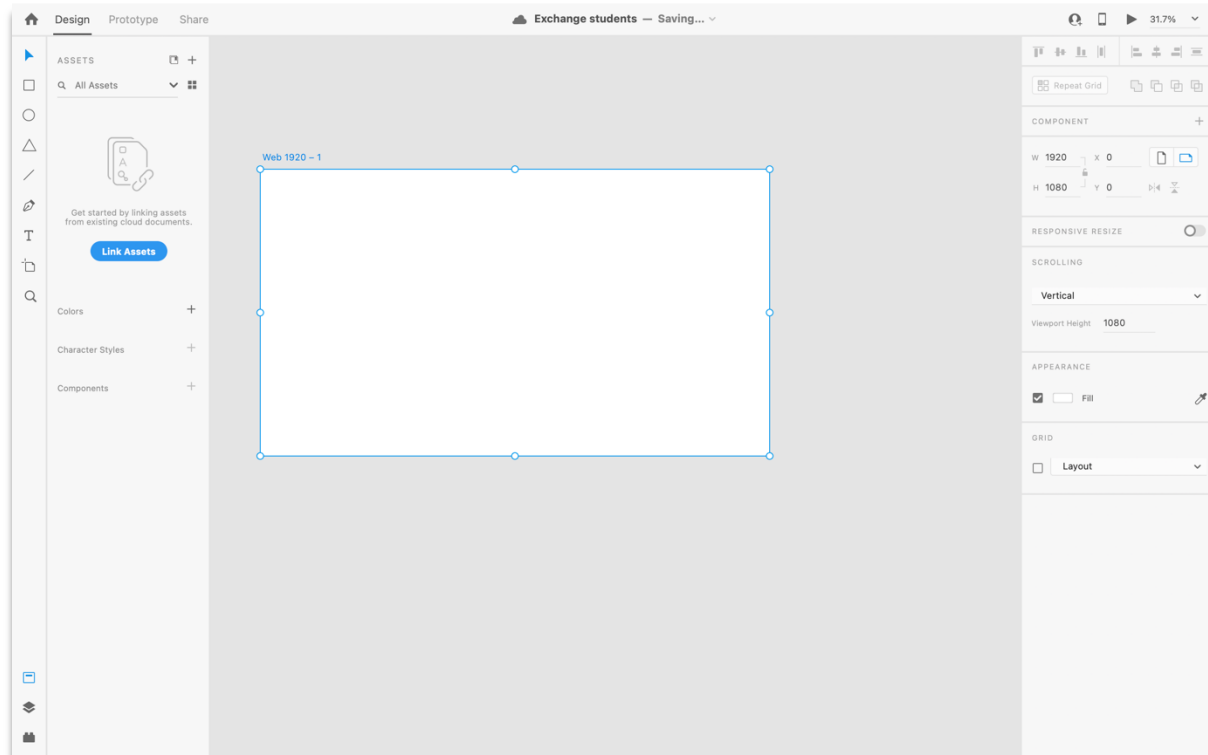 Design Prototype Share Exchange students — Saving... 31.7%
ASSETS
All Assets
A
Get started by linking assets
from existing cloud documents.
Link Assets
Colors
Character Styles
Components
T
Web 1920 – 1
Repeat Grid
COMPONENT
W 1920 X 0
H 1080 Y 0
RESPONSIVE RESIZE
SCROLLING
Vertical
Viewport Height 1080
APPEARANCE
Fill
GRID
Layout